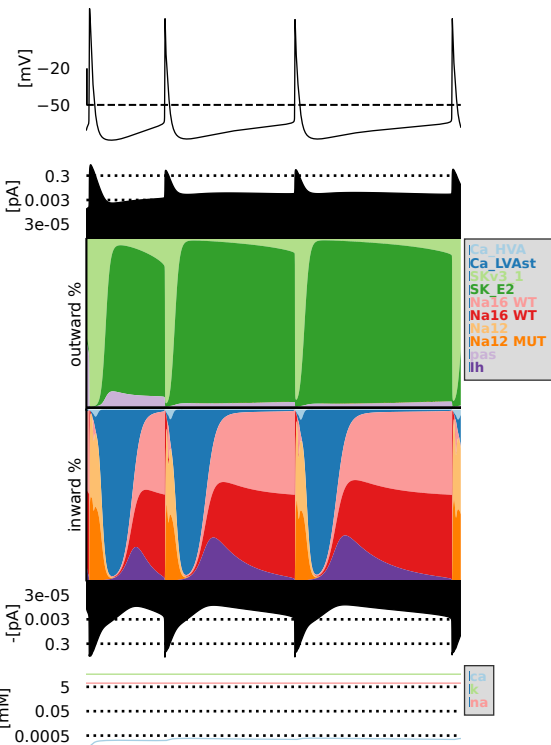 [mV]
−20
−50
[pA]
0.3
0.003
3e-05
outward %
Ca_HVA
Ca_LVAst
SKv3_1
SK_E2
Na16 WT
Na16 WT
Na12
Na12 MUT
pas
Ih
inward %
-[pA]
3e-05
0.003
0.3
[mM]
5
0.05
0.0005
ca
k
na